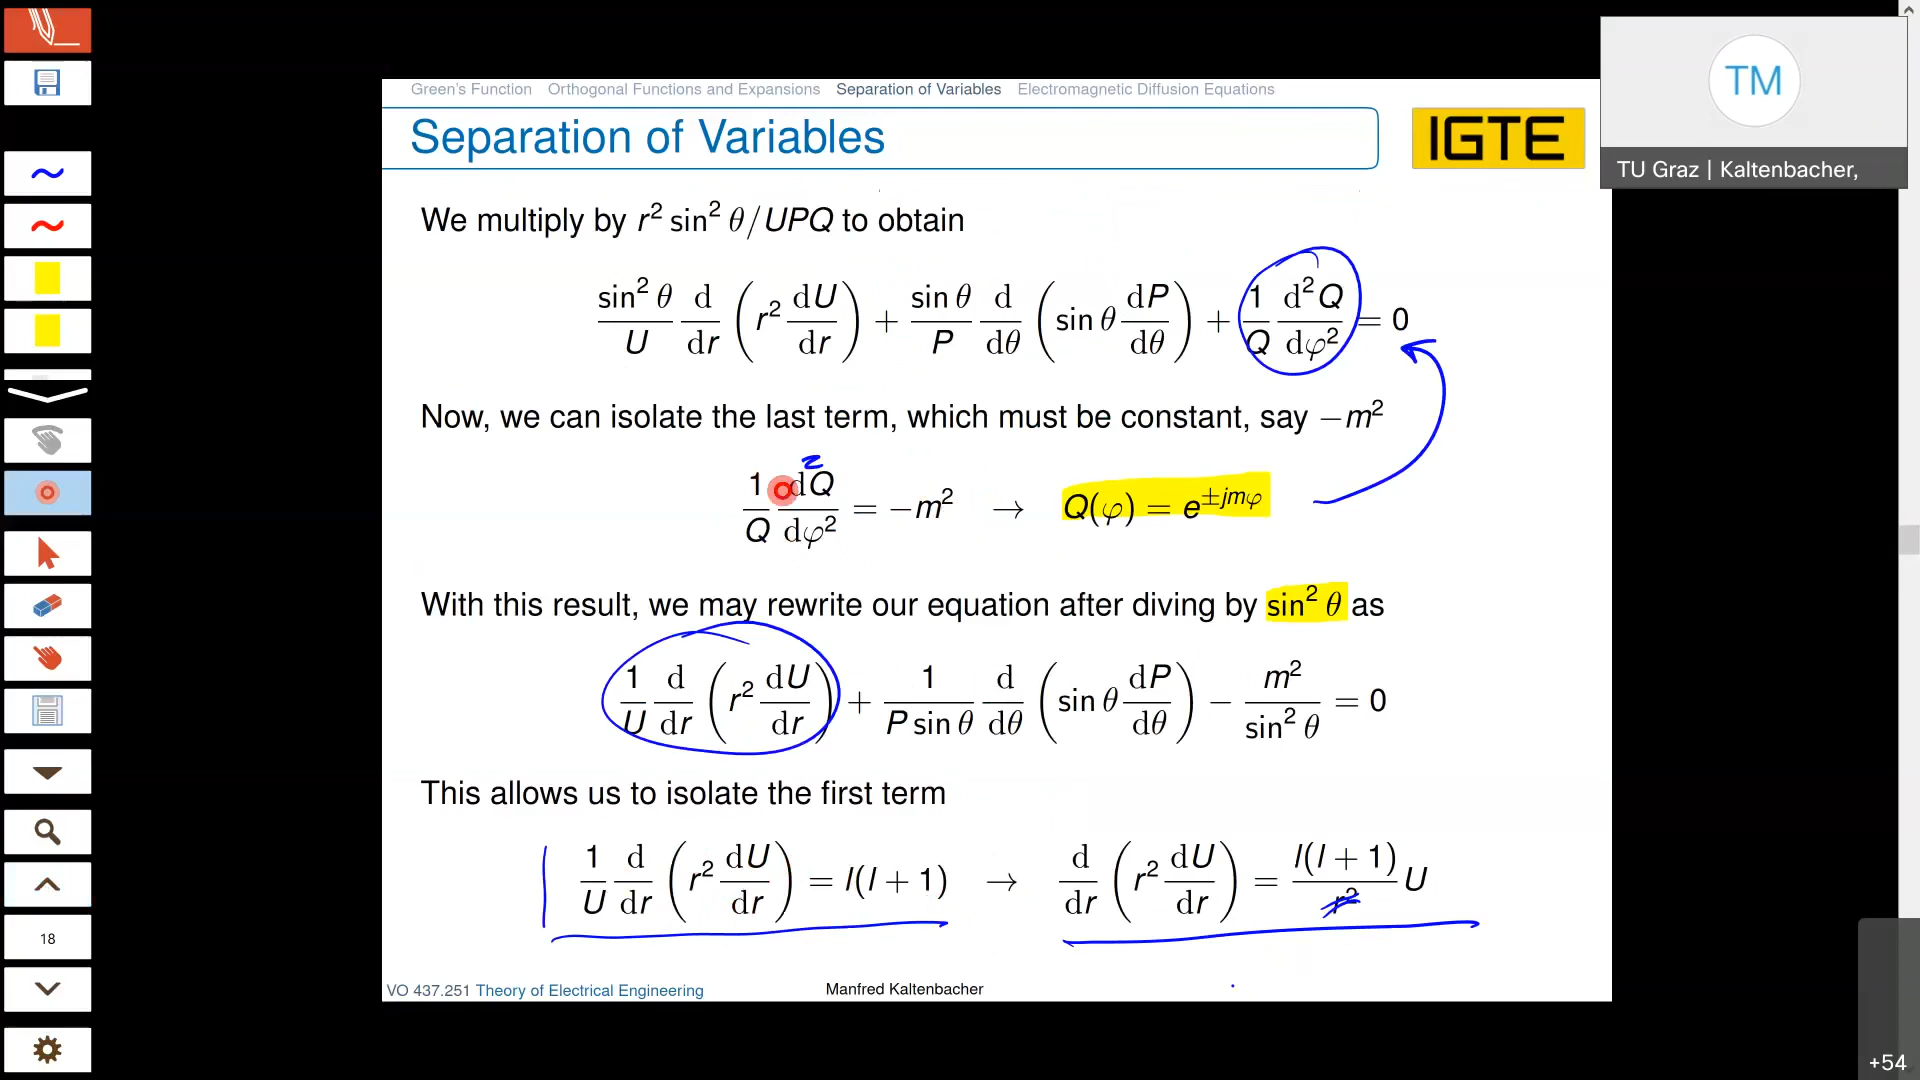 Green's Function Orthogonal Functions and Expansions Separation of Variables Electromagnetic Diffusion Equations
Separation of Variables
IGTE
TM
TU Graz | Kaltenbacher,
We multiply by r² sin² θ/UPQ to obtain
sin² θ/U d/dr (r² dU/dr) + sin θ/P d/dθ (sin θ dP/dθ) + 1/Q d²Q/dφ² = 0
Now, we can isolate the last term, which must be constant, say −m²
1/Q d²Q/dφ² = −m² → Q(φ) = e^{±jmφ}
With this result, we may rewrite our equation after diving by sin² θ as
1/U d/dr (r² dU/dr) + 1/(P sin θ) d/dθ (sin θ dP/dθ) − m²/sin² θ = 0
This allows us to isolate the first term
1/U d/dr (r² dU/dr) = l(l + 1) → d/dr (r² dU/dr) = l(l + 1)/r² U
VO 437.251 Theory of Electrical Engineering Manfred Kaltenbacher
18
+54